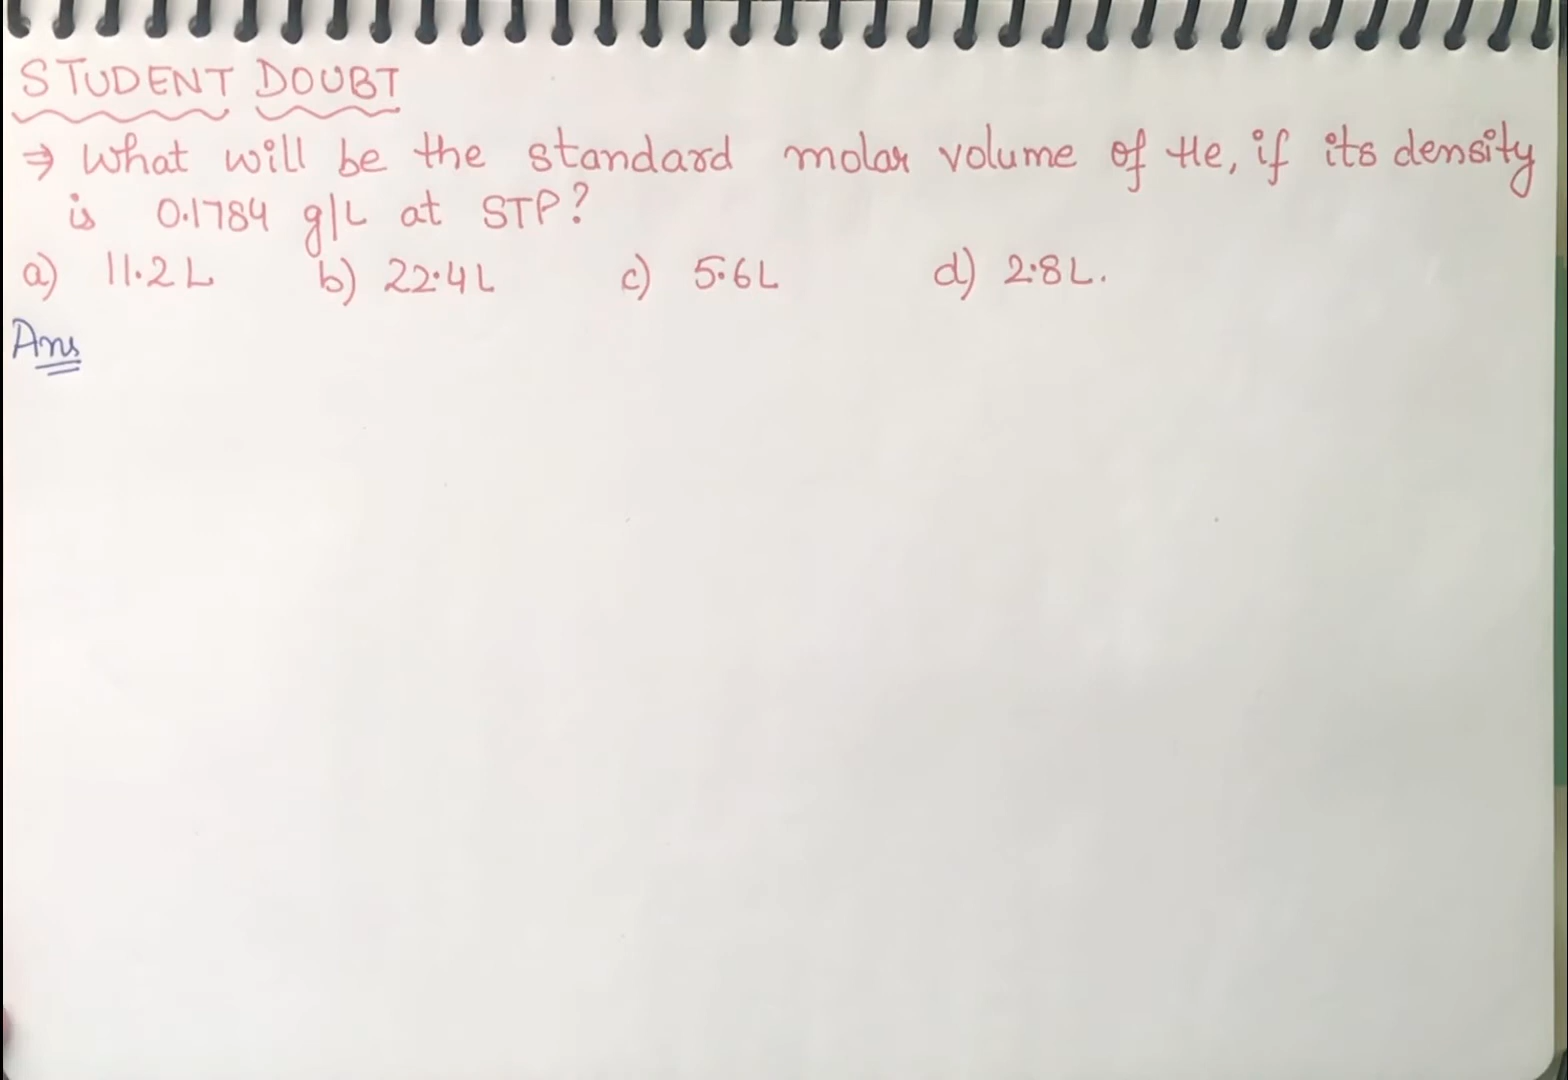 STUDENT DOUBT
⇒ What will be the standard molar volume of He, if its density
is 0.1784 g/L at STP?
a) 11.2 L b) 22.4 L c) 5.6 L d) 2.8 L.
Ans